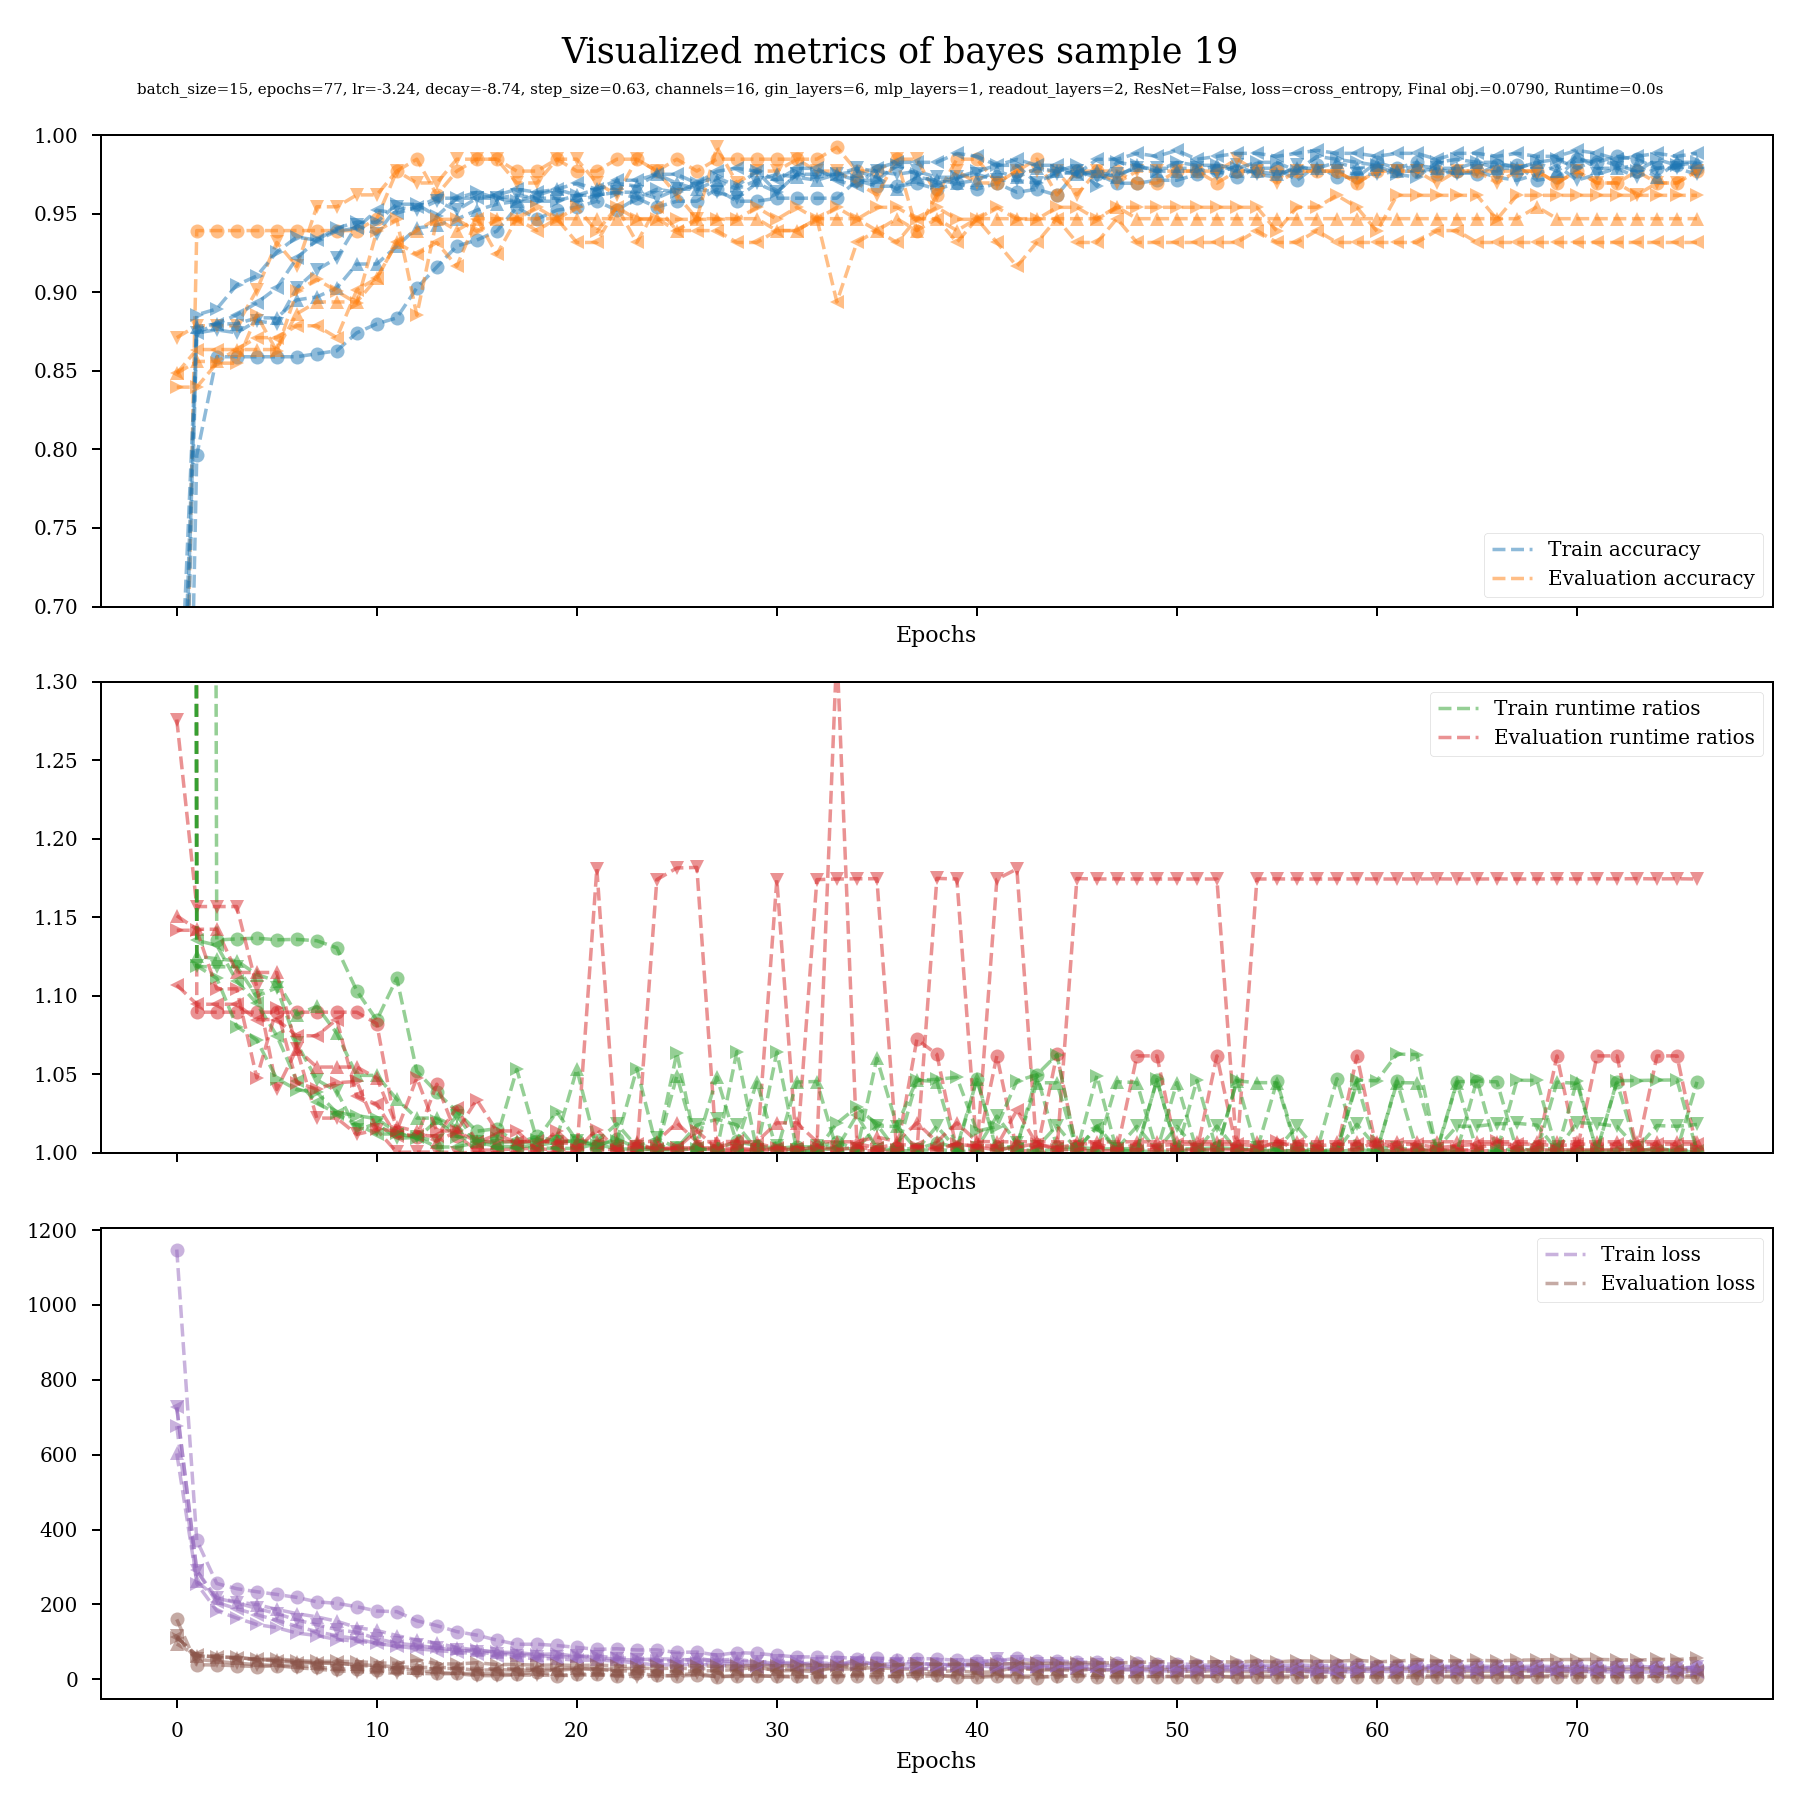 Visualized metrics of bayes sample 19
batch_size=15, epochs=77, lr=-3.24, decay=-8.74, step_size=0.63, channels=16, gin_layers=6, mlp_layers=1, readout_layers=2, ResNet=False, loss=cross_entropy, Final obj.=0.0790, Runtime=0.0s
1.00
0.95
0.90
0.85
0.80
0.75
0.70
Train accuracy
Evaluation accuracy
Epochs
1.30
1.25
1.20
1.15
1.10
1.05
1.00
Train runtime ratios
Evaluation runtime ratios
Epochs
1200
1000
800
600
400
200
0
Train loss
Evaluation loss
0 10 20 30 40 50 60 70
Epochs